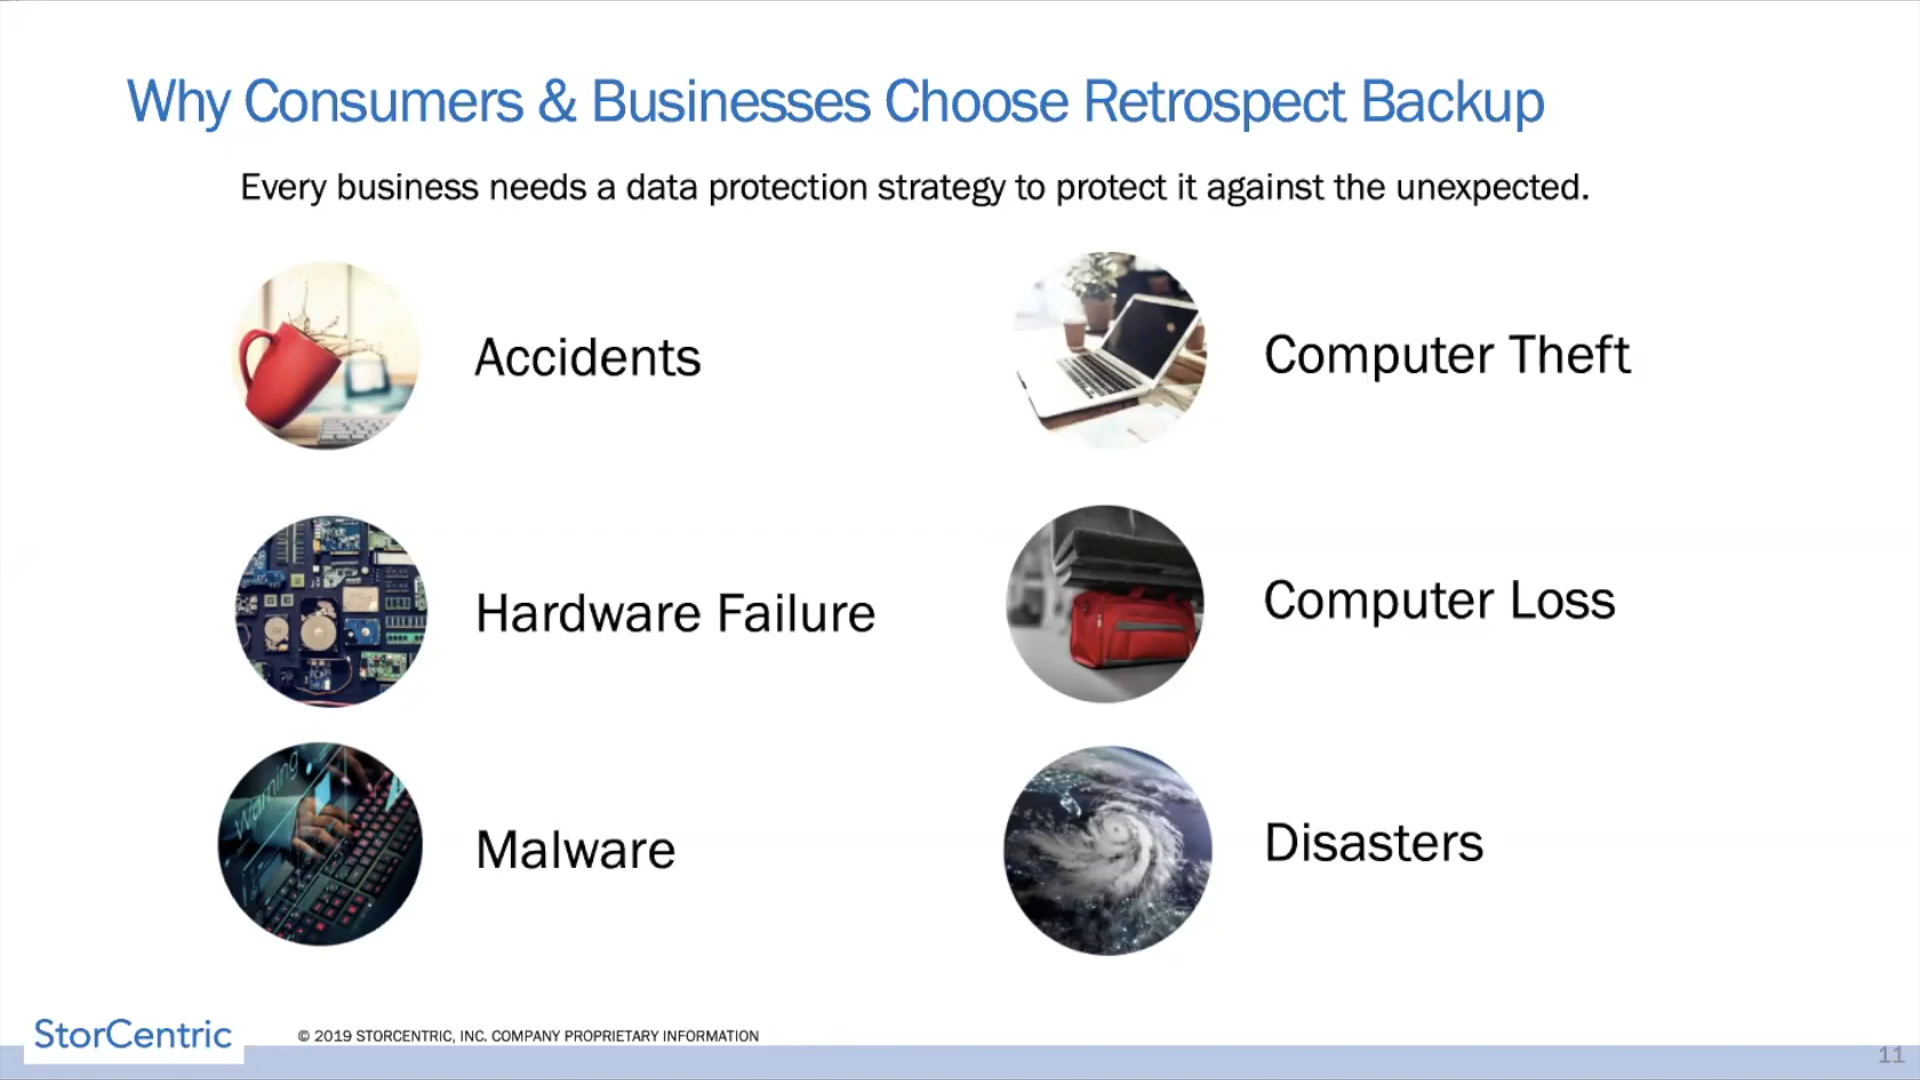 Why Consumers & Businesses Choose Retrospect Backup
Every business needs a data protection strategy to protect it against the unexpected.
Accidents
Computer Theft
Hardware Failure
Computer Loss
Warning
Malware
Disasters
StorCentric
© 2019 STORCENTRIC, INC. COMPANY PROPRIETARY INFORMATION
11